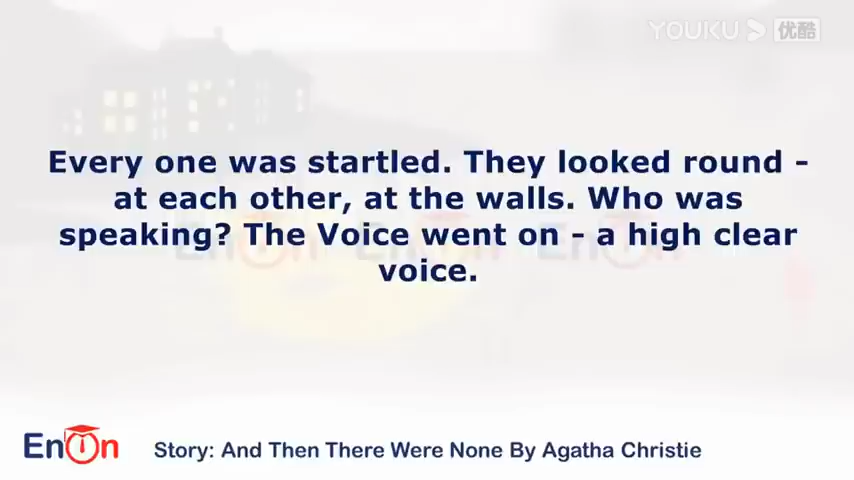 YOUKU 优酷
Every one was startled. They looked round -
at each other, at the walls. Who was
speaking? The Voice went on - a high clear
voice.
EnOn
Story: And Then There Were None By Agatha Christie